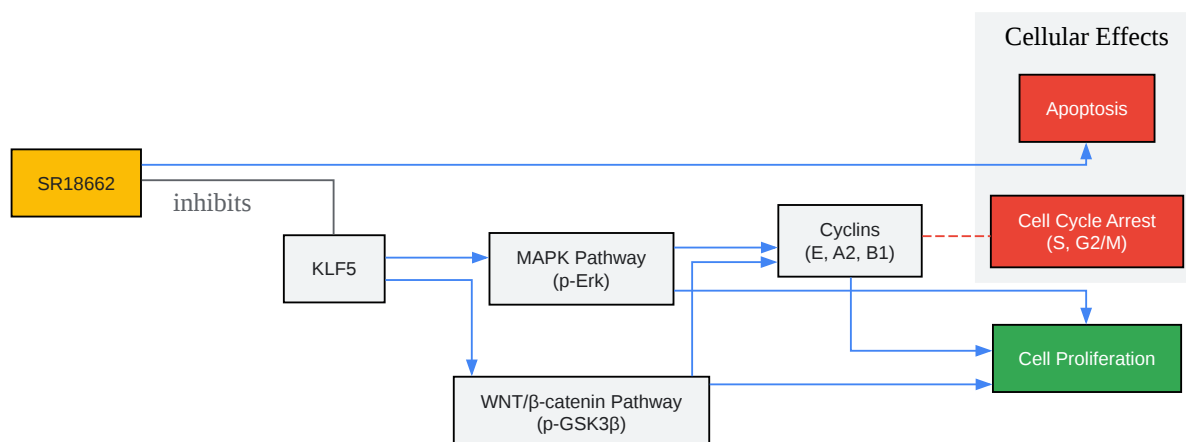 Cellular Effects
Apoptosis
SR18662
inhibits
Cell Cycle Arrest
(S, G2/M)
Cyclins
(E, A2, B1)
KLF5
MAPK Pathway
(p-Erk)
Cell Proliferation
WNT/β-catenin Pathway
(p-GSK3β)